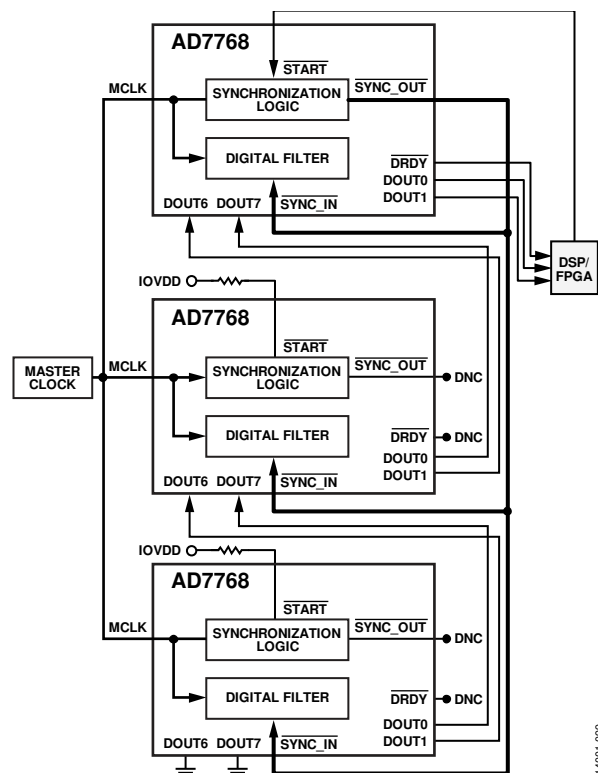 AD7768
START
MCLK
SYNCHRONIZATION
LOGIC
SYNC_OUT
DIGITAL FILTER
DRDY
DOUT0
DOUT1
DOUT6
DOUT7
SYNC_IN
DSP/
FPGA
IOVDD
AD7768
START
MASTER
CLOCK
MCLK
SYNCHRONIZATION
LOGIC
SYNC_OUT
DNC
DIGITAL FILTER
DRDY
DNC
DOUT0
DOUT1
DOUT6
DOUT7
SYNC_IN
IOVDD
AD7768
START
MCLK
SYNCHRONIZATION
LOGIC
SYNC_OUT
DNC
DIGITAL FILTER
DRDY
DNC
DOUT0
DOUT1
DOUT6
DOUT7
SYNC_IN